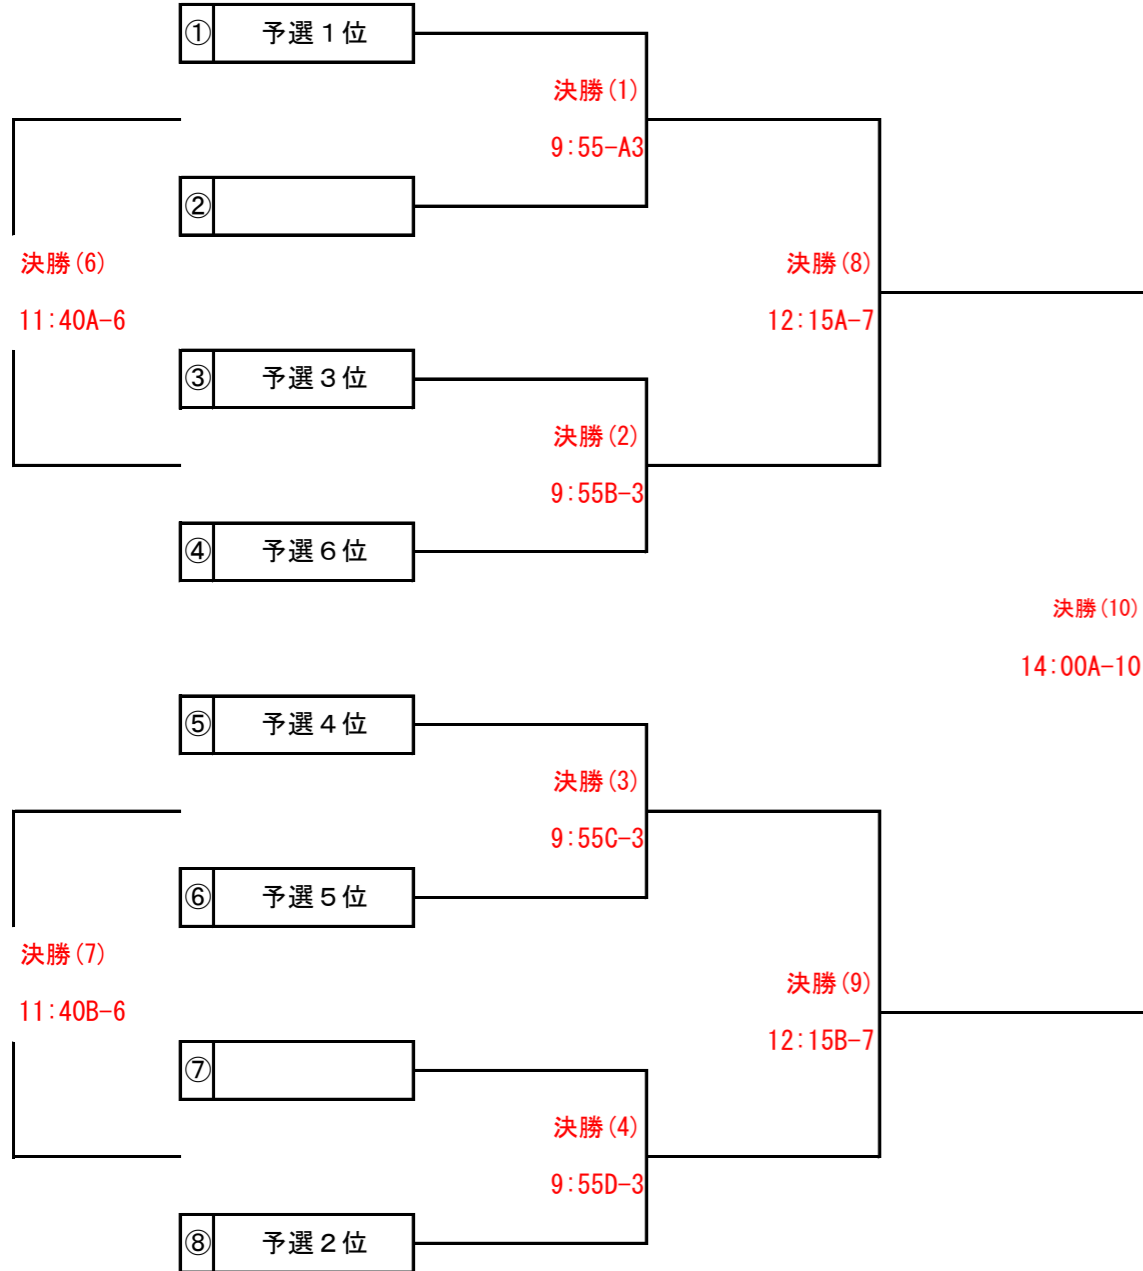 ① 予選１位
決勝(1)
9:55-A3
②
決勝(6)
11:40A-6
決勝(8)
12:15A-7
③ 予選３位
決勝(2)
9:55B-3
④ 予選６位
決勝(10)
14:00A-10
⑤ 予選４位
決勝(3)
9:55C-3
⑥ 予選５位
決勝(7)
11:40B-6
決勝(9)
12:15B-7
⑦
決勝(4)
9:55D-3
⑧ 予選２位